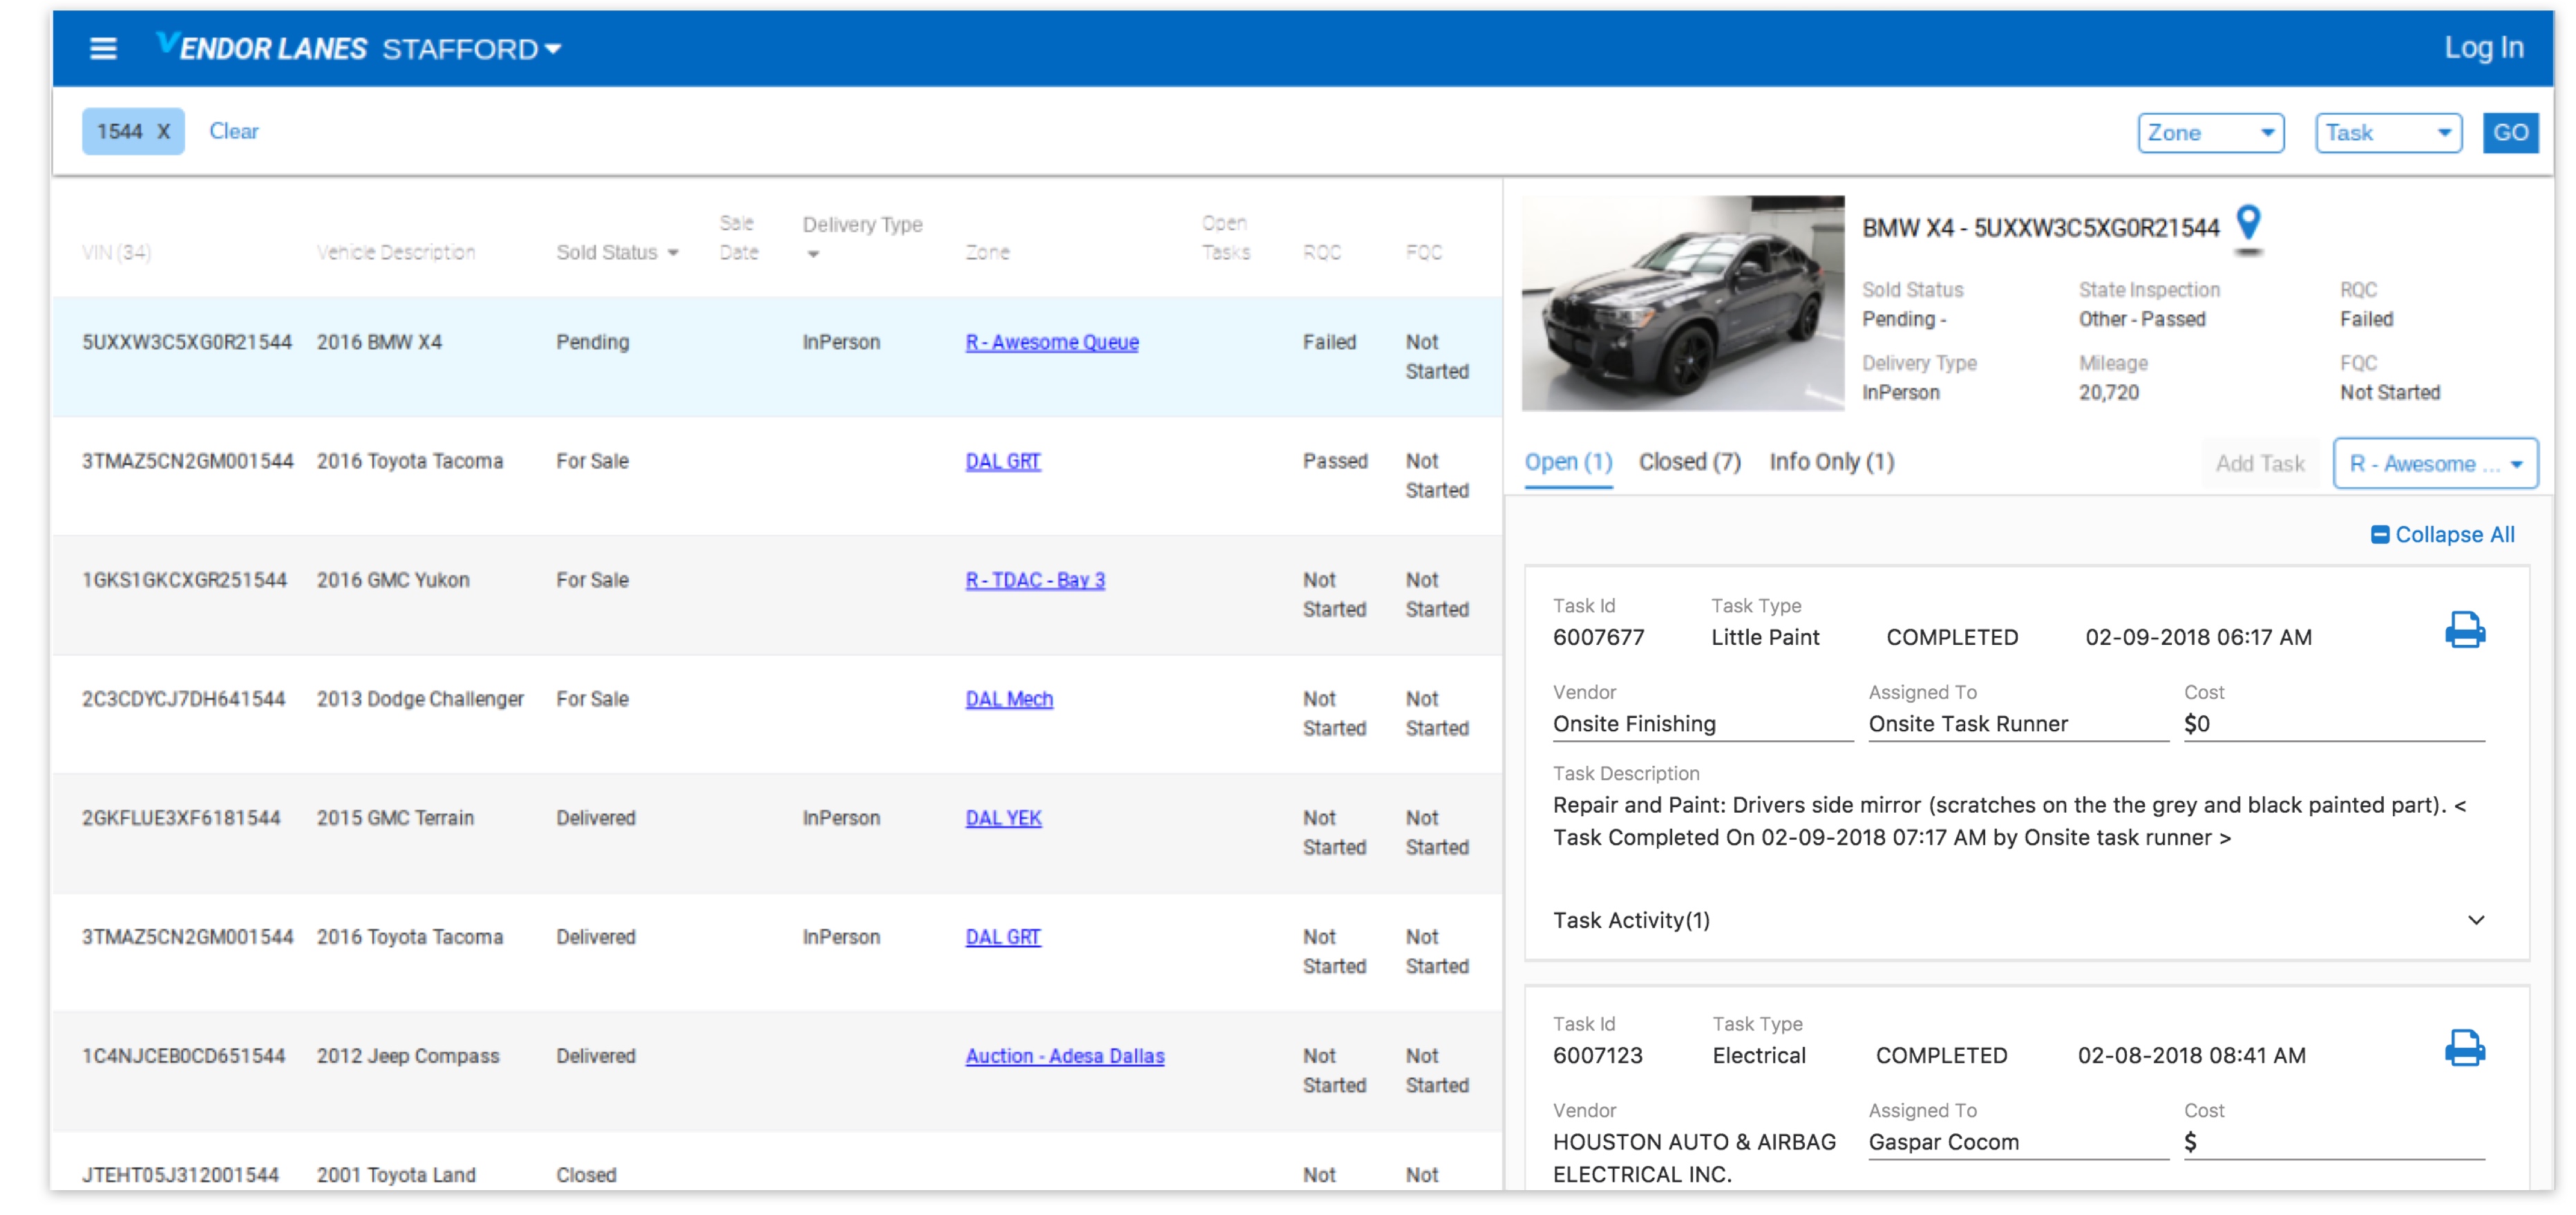 VENDOR LANES STAFFORD Log In
1544 X Clear Zone Task GO
VIN (34) Vehicle Description Sold Status Sale Date Delivery Type Zone Open Tasks RQC FQC
5UXXW3C5XG0R21544 2016 BMW X4 Pending InPerson R - Awesome Queue Failed Not Started
3TMAZ5CN2GM001544 2016 Toyota Tacoma For Sale DAL GRT Passed Not Started
1GKS1GKCXGR251544 2016 GMC Yukon For Sale R - TDAC - Bay 3 Not Started Not Started
2C3CDYCJ7DH641544 2013 Dodge Challenger For Sale DAL Mech Not Started Not Started
2GKFLUE3XF6181544 2015 GMC Terrain Delivered InPerson DAL YEK Not Started Not Started
3TMAZ5CN2GM001544 2016 Toyota Tacoma Delivered InPerson DAL GRT Not Started Not Started
1C4NJCEB0CD651544 2012 Jeep Compass Delivered Auction - Adesa Dallas Not Started Not Started
JTEHT05J312001544 2001 Toyota Land Closed Not Not
BMW X4 - 5UXXW3C5XG0R21544
Sold Status State Inspection RQC
Pending - Other - Passed Failed
Delivery Type Mileage FQC
InPerson 20,720 Not Started
Open (1) Closed (7) Info Only (1) Add Task R - Awesome ...
Collapse All
Task Id Task Type
6007677 Little Paint COMPLETED 02-09-2018 06:17 AM
Vendor Assigned To Cost
Onsite Finishing Onsite Task Runner $0
Task Description
Repair and Paint: Drivers side mirror (scratches on the the grey and black painted part). <
Task Completed On 02-09-2018 07:17 AM by Onsite task runner >
Task Activity(1)
Task Id Task Type
6007123 Electrical COMPLETED 02-08-2018 08:41 AM
Vendor Assigned To Cost
HOUSTON AUTO & AIRBAG Gaspar Cocom $
ELECTRICAL INC.